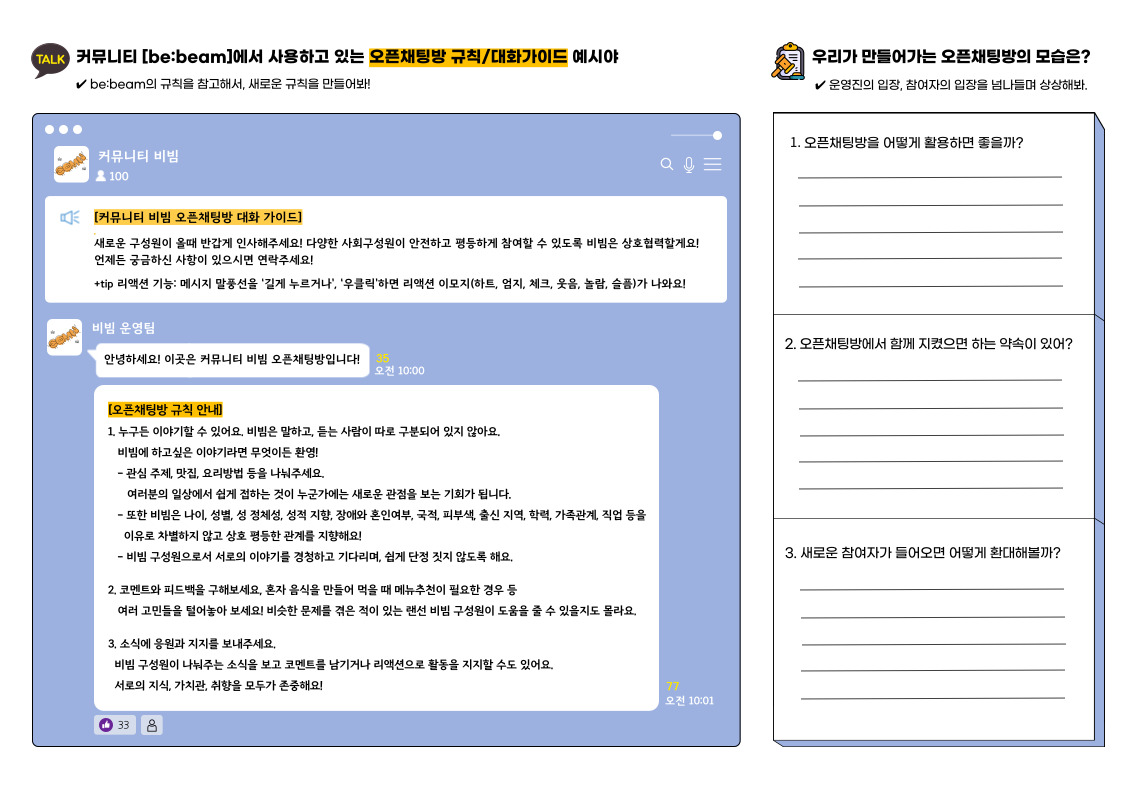 TALK
커뮤니티 [be:beam]에서 사용하고 있는 오픈채팅방 규칙/대화가이드 예시야
✔ be:beam의 규칙을 참고해서, 새로운 규칙을 만들어봐!
커뮤니티 비빔
100
[커뮤니티 비빔 오픈채팅방 대화 가이드]
새로운 구성원이 올때 반갑게 인사해주세요! 다양한 사회구성원이 안전하고 평등하게 참여할 수 있도록 비빔은 상호협력할게요!
언제든 궁금하신 사항이 있으시면 연락주세요!
+tip 리액션 기능: 메시지 말풍선을 '길게 누르거나', '우클릭'하면 리액션 이모지(하트, 엄지, 체크, 웃음, 놀람, 슬픔)가 나와요!
비빔 운영팀
안녕하세요! 이곳은 커뮤니티 비빔 오픈채팅방입니다!
35
오전 10:00
[오픈채팅방 규칙 안내]
1. 누구든 이야기할 수 있어요. 비빔은 말하고, 듣는 사람이 따로 구분되어 있지 않아요.
비빔에 하고싶은 이야기라면 무엇이든 환영!
- 관심 주제, 맛집, 요리방법 등을 나눠주세요.
여러분의 일상에서 쉽게 접하는 것이 누군가에는 새로운 관점을 보는 기회가 됩니다.
- 또한 비빔은 나이, 성별, 성 정체성, 성적 지향, 장애와 혼인여부, 국적, 피부색, 출신 지역, 학력, 가족관계, 직업 등을
이유로 차별하지 않고 상호 평등한 관계를 지향해요!
- 비빔 구성원으로서 서로의 이야기를 경청하고 기다리며, 쉽게 단정 짓지 않도록 해요.
2. 코멘트와 피드백을 구해보세요, 혼자 음식을 만들어 먹을 때 메뉴추천이 필요한 경우 등
여러 고민들을 털어놓아 보세요! 비슷한 문제를 겪은 적이 있는 랜선 비빔 구성원이 도움을 줄 수 있을지도 몰라요.
3. 소식에 응원과 지지를 보내주세요.
비빔 구성원이 나눠주는 소식을 보고 코멘트를 남기거나 리액션으로 활동을 지지할 수도 있어요.
서로의 지식, 가치관, 취향을 모두가 존중해요!
77
오전 10:01
33
우리가 만들어가는 오픈채팅방의 모습은?
✔ 운영진의 입장, 참여자의 입장을 넘나들며 상상해봐.
1. 오픈채팅방을 어떻게 활용하면 좋을까?
2. 오픈채팅방에서 함께 지켰으면 하는 약속이 있어?
3. 새로운 참여자가 들어오면 어떻게 환대해볼까?